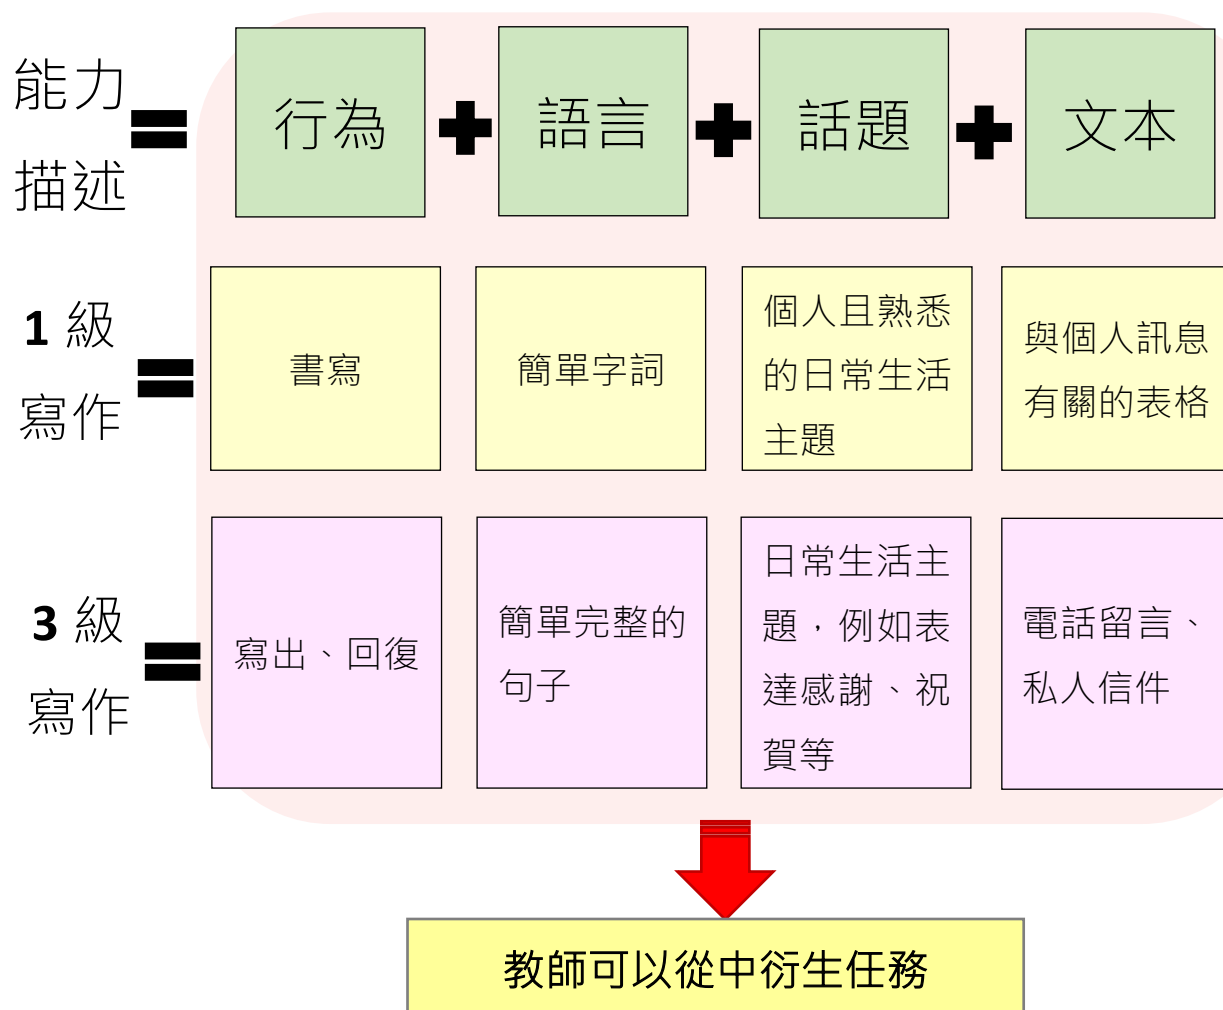 能力
描述
行為
語言
話題
文本
1 級
寫作
書寫
簡單字詞
個人且熟悉
的日常生活
主題
與個人訊息
有關的表格
3 級
寫作
寫出、回復
簡單完整的
句子
日常生活主
題，例如表
達感謝、祝
賀等
電話留言、
私人信件
教師可以從中衍生任務